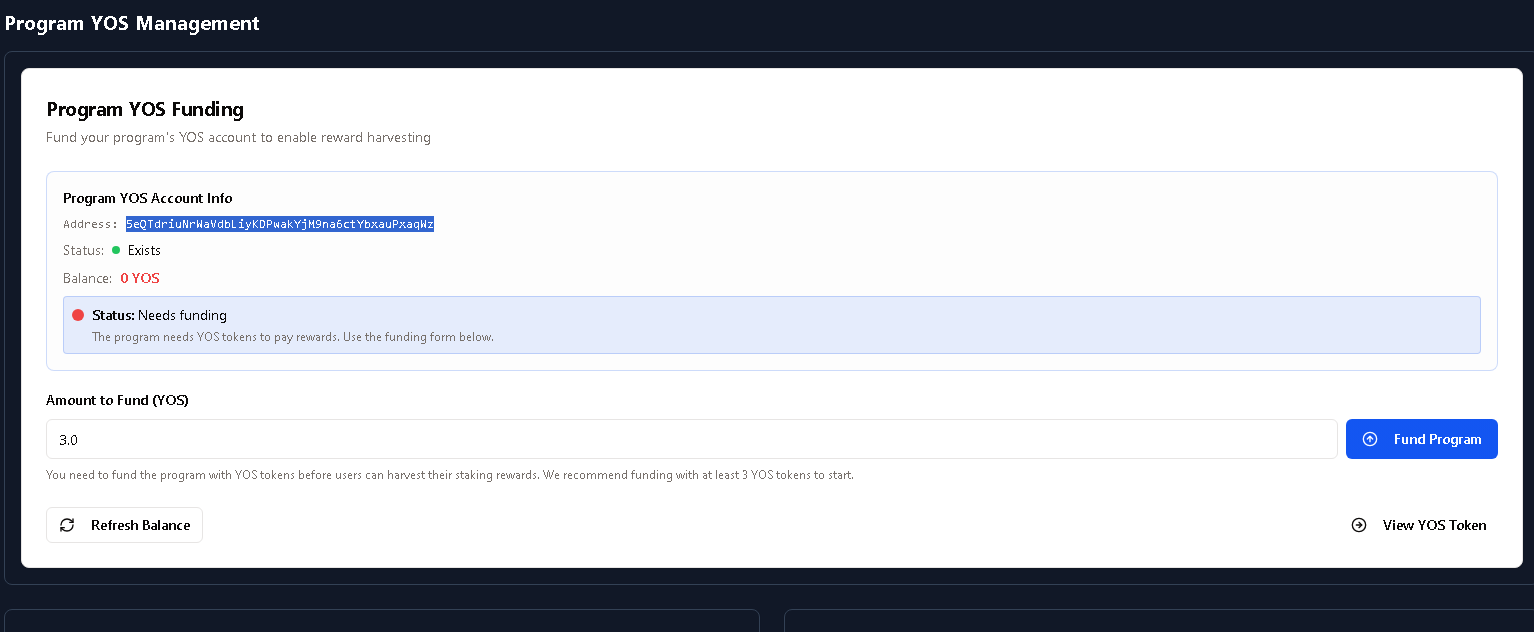 Program YOS Management
Program YOS Funding
Fund your program's YOS account to enable reward harvesting
Program YOS Account Info
Address: 5eQTdriuNrWaVdbLiyKDPwakYjM9na6ctYbxauPxaqWz
Status: Exists
Balance: 0 YOS
Status: Needs funding
The program needs YOS tokens to pay rewards. Use the funding form below.
Amount to Fund (YOS)
3.0
Fund Program
You need to fund the program with YOS tokens before users can harvest their staking rewards. We recommend funding with at least 3 YOS tokens to start.
Refresh Balance
View YOS Token